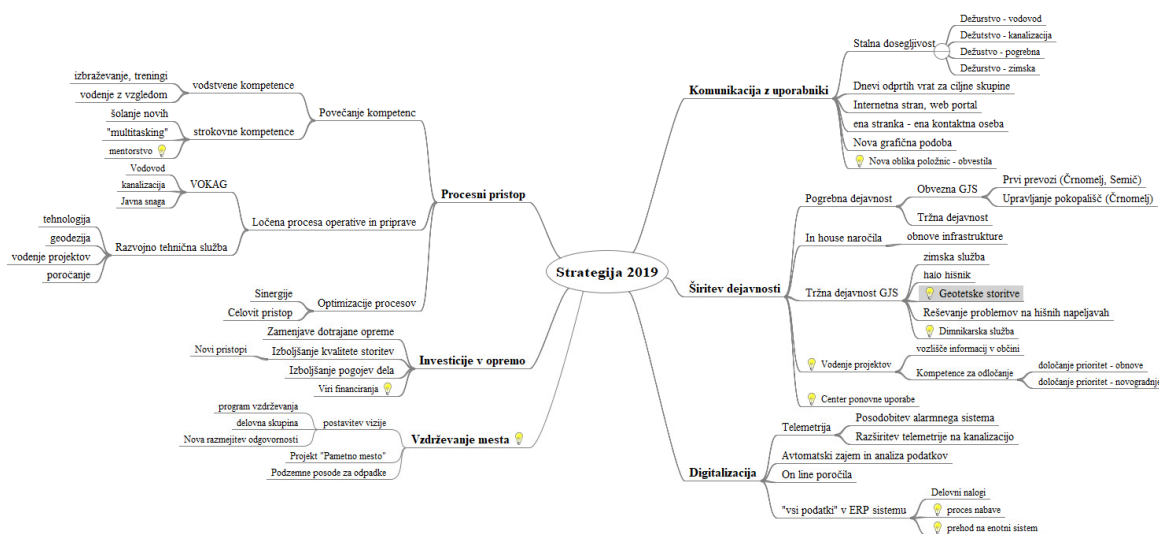 Strategija 2019
Procesni pristop
Povečanje kompetenc
vodstvene kompetence
izbraževanje, treningi
vodenje z vzgledom
strokovne kompetence
šolanje novih
"multitasking"
mentorstvo
Ločena procesa operative in priprave
VOKAG
Vodovod
kanalizacija
Javna snaga
Razvojno tehnična služba
tehnologija
geodezija
vodenje projektov
poročanje
Optimizacije procesov
Sinergije
Celovit pristop
Investicije v opremo
Zamenjave dotrajane opreme
Izboljšanje kvalitete storitev
Novi pristopi
Izboljšanje pogojev dela
Viri financiranja
Vzdrževanje mesta
postavitev vizije
program vzdrževanja
delovna skupina
Nova razmejitev odgovornosti
Projekt "Pametno mesto"
Podzemne posode za odpadke
Komunikacija z uporabniki
Stalna dosegljivost
Dežurstvo - vodovod
Dežutstvo - kanalizacija
Dežustvo - pogrebna
Dežurstvo - zimska
Dnevi odprtih vrat za ciljne skupine
Internetna stran, web portal
ena stranka - ena kontaktna oseba
Nova grafična podoba
Nova oblika položnic - obvestila
Širitev dejavnosti
Pogrebna dejavnost
Obvezna GJS
Prvi prevozi (Črnomelj, Semič)
Upravljanje pokopališč (Črnomelj)
Tržna dejavnost
In house naročila
obnove infrastrukture
Tržna dejavnost GJS
zimska služba
halo hišnik
Geotetske storitve
Reševanje problemov na hišnih napeljavah
Dimnikarska služba
Vodenje projektov
vozlišče informacij v občini
Kompetence za odločanje
določanje prioritet - obnove
določanje prioritet - novogradnje
Center ponovne uporabe
Digitalizacija
Telemetrija
Posodobitev alarmnega sistema
Razširitev telemetrije na kanalizacijo
Avtomatski zajem in analiza podatkov
On line poročila
"vsi podatki" v ERP sistemu
Delovni nalogi
proces nabave
prehod na enotni sistem